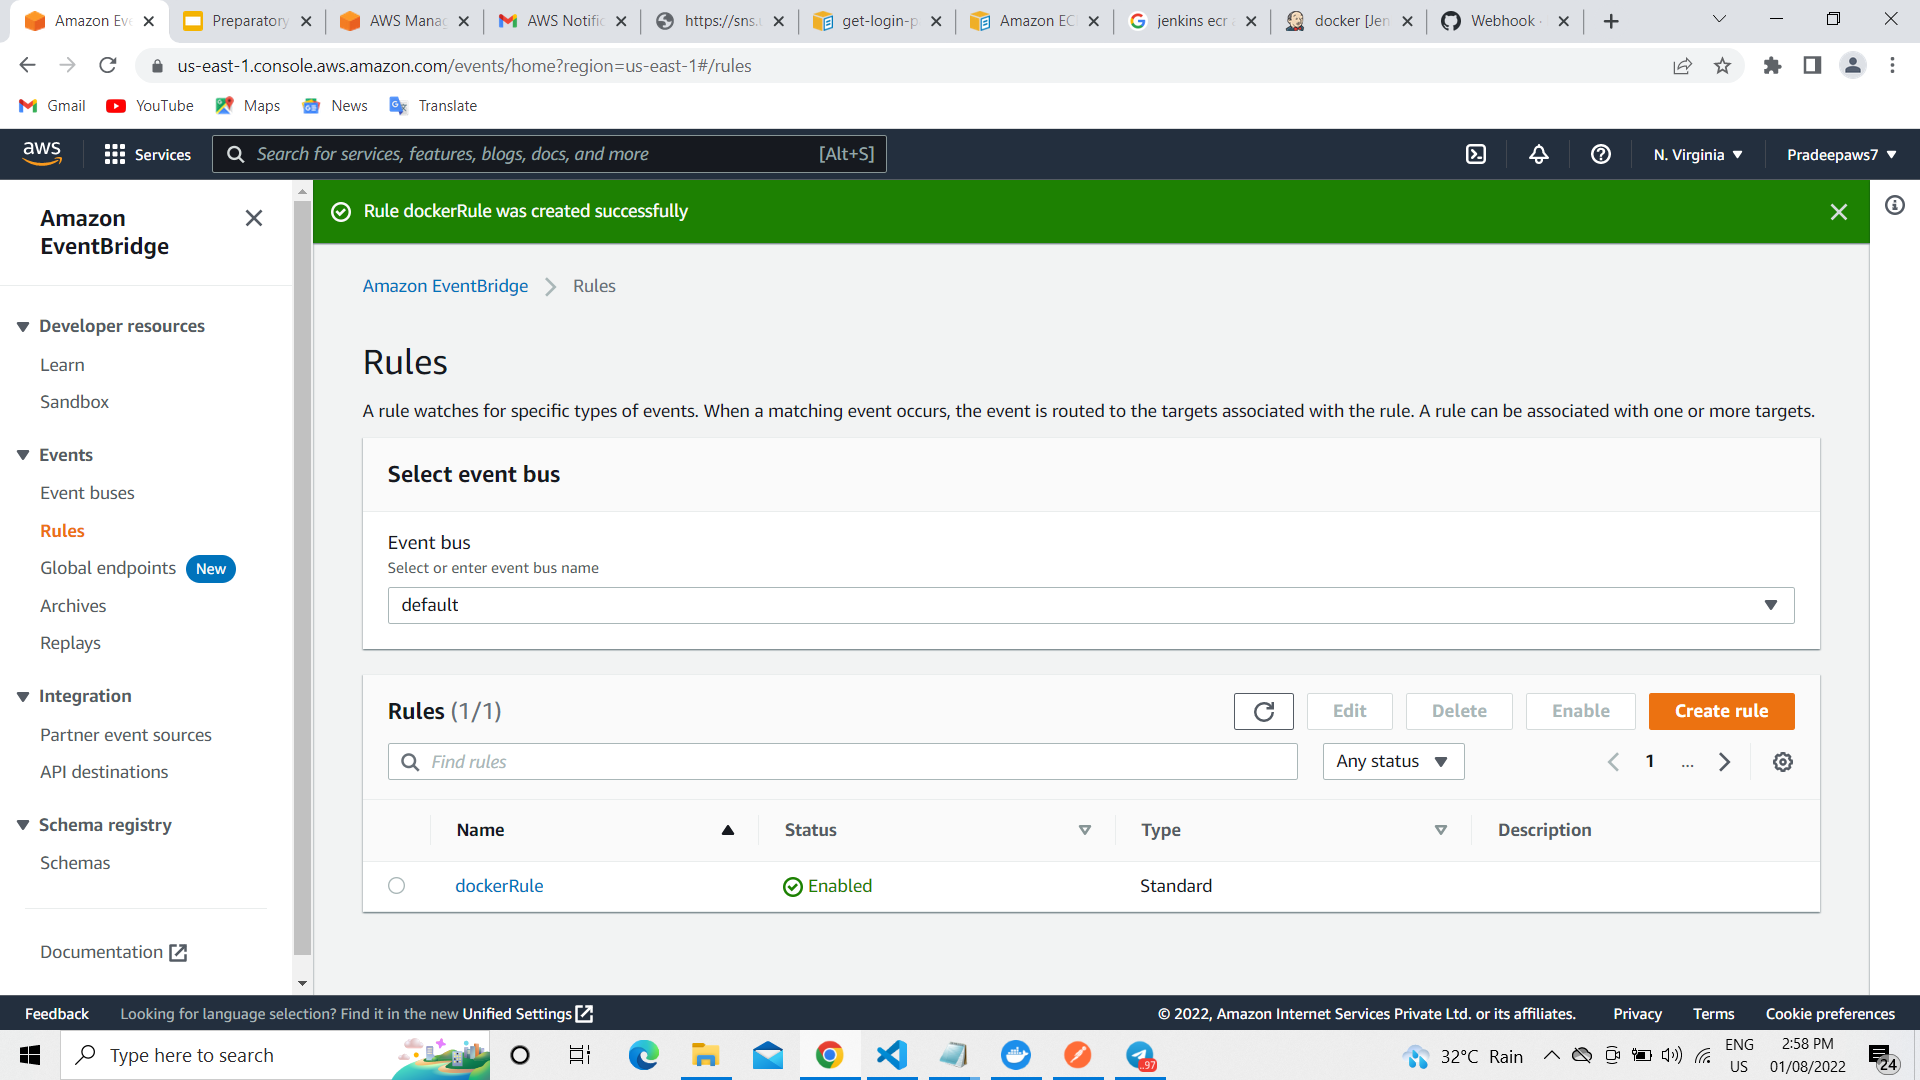 Amazon Eve
Preparatory
AWS Manag
AWS Notific
https://sns.u
get-login-p
Amazon EC
jenkins ecr a
docker [Jen
Webhook ·
us-east-1.console.aws.amazon.com/events/home?region=us-east-1#/rules
Gmail
YouTube
Maps
News
Translate
aws
Services
Search for services, features, blogs, docs, and more
[Alt+S]
N. Virginia
Pradeepaws7
Amazon
EventBridge
Developer resources
Learn
Sandbox
Events
Event buses
Rules
Global endpoints New
Archives
Replays
Integration
Partner event sources
API destinations
Schema registry
Schemas
Documentation
Rule dockerRule was created successfully
Amazon EventBridge
Rules
Rules
A rule watches for specific types of events. When a matching event occurs, the event is routed to the targets associated with the rule. A rule can be associated with one or more targets.
Select event bus
Event bus
Select or enter event bus name
default
Rules (1/1)
Edit
Delete
Enable
Create rule
Find rules
Any status
1
...
Name
Status
Type
Description
dockerRule
Enabled
Standard
Feedback
Looking for language selection? Find it in the new Unified Settings
© 2022, Amazon Internet Services Private Ltd. or its affiliates.
Privacy
Terms
Cookie preferences
Type here to search
..97
32°C Rain
ENG
US
2:58 PM
01/08/2022
24